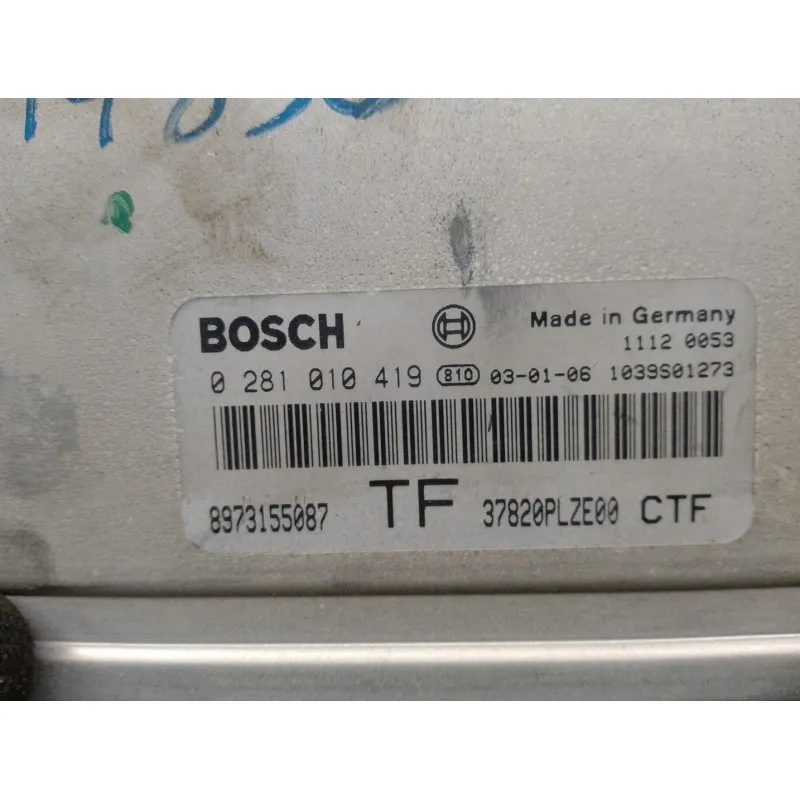 BOSCH Made in Germany
1112 0053
0 281 010 419 810 03-01-06 1039S01273
8973155087 TF 37820PLZE00 CTF